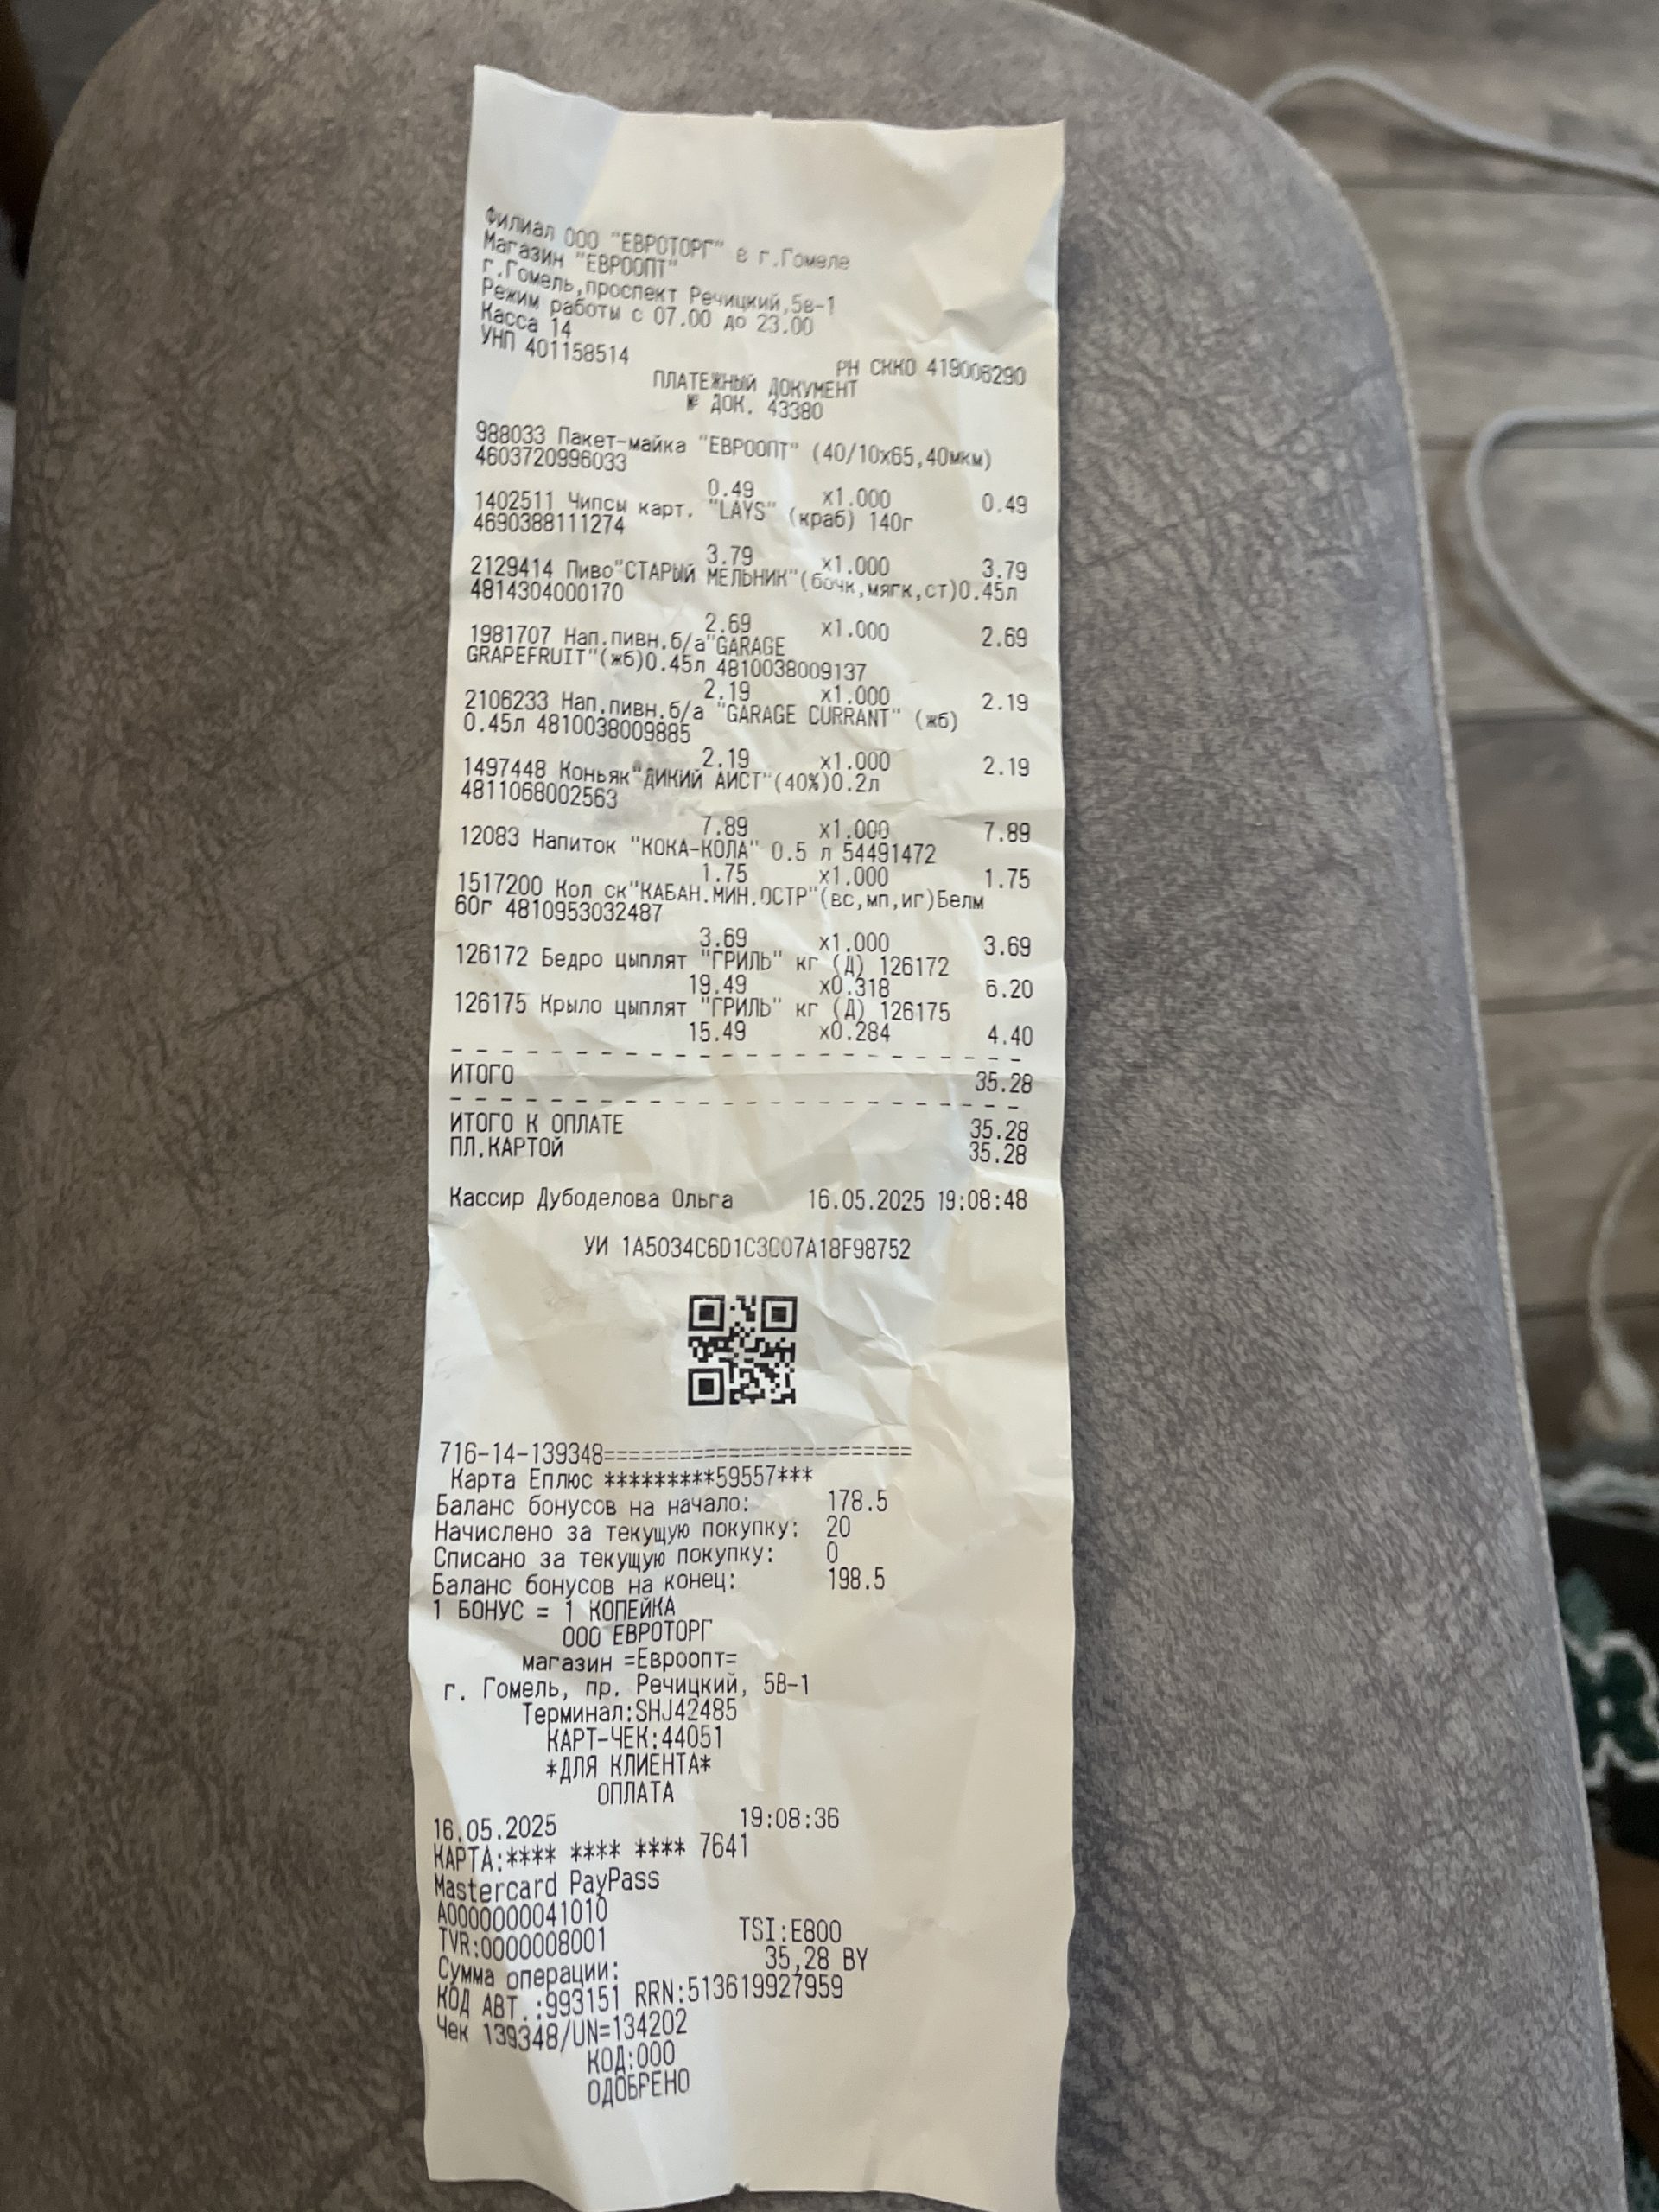 Филиал ООО "ЕВРОТОРГ" в г.Гомеле
Магазин "ЕВРООПТ"
г.Гомель,проспект Речицкий,5в-1
Режим работы с 07.00 до 23.00
Касса 14
УНП 401158514 РН СККО 419006290
ПЛАТЕЖНЫЙ ДОКУМЕНТ
№ ДОК. 43380
988033 Пакет-майка "ЕВРООПТ" (40/10х65,40мкм)
4603720996033
0.49 х1.000 0.49
1402511 Чипсы карт. "LAYS" (краб) 140г
4690388111274
3.79 х1.000 3.79
2129414 Пиво"СТАРЫЙ МЕЛЬНИК"(бочк,мягк,ст)0.45л
4814304000170
2.69 х1.000 2.69
1981707 Нап.пивн.б/а"GARAGE
GRAPEFRUIT"(жб)0.45л 4810038009137
2.19 х1.000 2.19
2106233 Нап.пивн.б/а "GARAGE CURRANT" (жб)
0.45л 4810038009885
2.19 х1.000 2.19
1497448 Коньяк"ДИКИЙ АИСТ"(40%)0.2л
4811068002563
7.89 х1.000 7.89
12083 Напиток "КОКА-КОЛА" 0.5 л 54491472
1.75 х1.000 1.75
1517200 Кол ск"КАБАН.МИН.ОСТР"(вс,мп,иг)Белм
60г 4810953032487
3.69 х1.000 3.69
126172 Бедро цыплят "ГРИЛЬ" кг (Д) 126172
19.49 х0.318 6.20
126175 Крыло цыплят "ГРИЛЬ" кг (Д) 126175
15.49 х0.284 4.40
ИТОГО 35.28
ИТОГО К ОПЛАТЕ 35.28
ПЛ.КАРТОЙ 35.28
Кассир Дубоделова Ольга 16.05.2025 19:08:48
УИ 1A5034C6D1C3C07A18F98752
716-14-139348========================
Карта Еплюс *********59557***
Баланс бонусов на начало: 178.5
Начислено за текущую покупку: 20
Списано за текущую покупку: 0
Баланс бонусов на конец: 198.5
1 БОНУС = 1 КОПЕЙКА
ООО ЕВРОТОРГ
магазин =Евроопт=
г. Гомель, пр. Речицкий, 5В-1
Терминал:SHJ42485
КАРТ-ЧЕК:44051
*ДЛЯ КЛИЕНТА*
ОПЛАТА
16.05.2025 19:08:36
КАРТА:**** **** **** 7641
Mastercard PayPass
A0000000041010
TVR:0000008001 TSI:E800
Сумма операции: 35,28 BY
КОД АВТ.:993151 RRN:513619927959
Чек 139348/UN=134202
КОД:000
ОДОБРЕНО